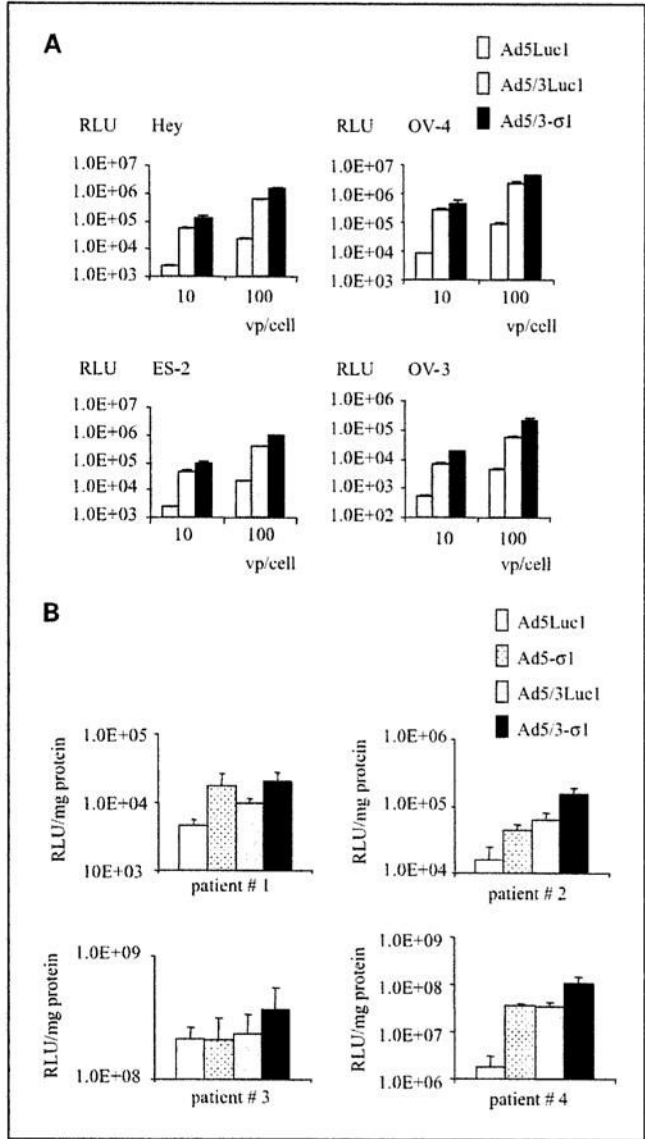 A
Ad5Luc1
Ad5/3Luc1
Ad5/3-σ1
RLU Hey
1.0E+07
1.0E+06
1.0E+05
1.0E+04
1.0E+03
10 100
vp/cell
RLU OV-4
1.0E+07
1.0E+06
1.0E+05
1.0E+04
1.0E+03
10 100
vp/cell
RLU ES-2
1.0E+07
1.0E+06
1.0E+05
1.0E+04
1.0E+03
10 100
vp/cell
RLU OV-3
1.0E+06
1.0E+05
1.0E+04
1.0E+03
1.0E+02
10 100
vp/cell
B
Ad5Luc1
Ad5-σ1
Ad5/3Luc1
Ad5/3-σ1
RLU/mg protein
1.0E+05
1.0E+04
10E+03
patient # 1
RLU/mg protein
1.0E+06
1.0E+05
1.0E+04
patient # 2
RLU/mg protein
1.0E+09
1.0E+08
patient # 3
RLU/mg protein
1.0E+09
1.0E+08
1.0E+07
1.0E+06
patient # 4